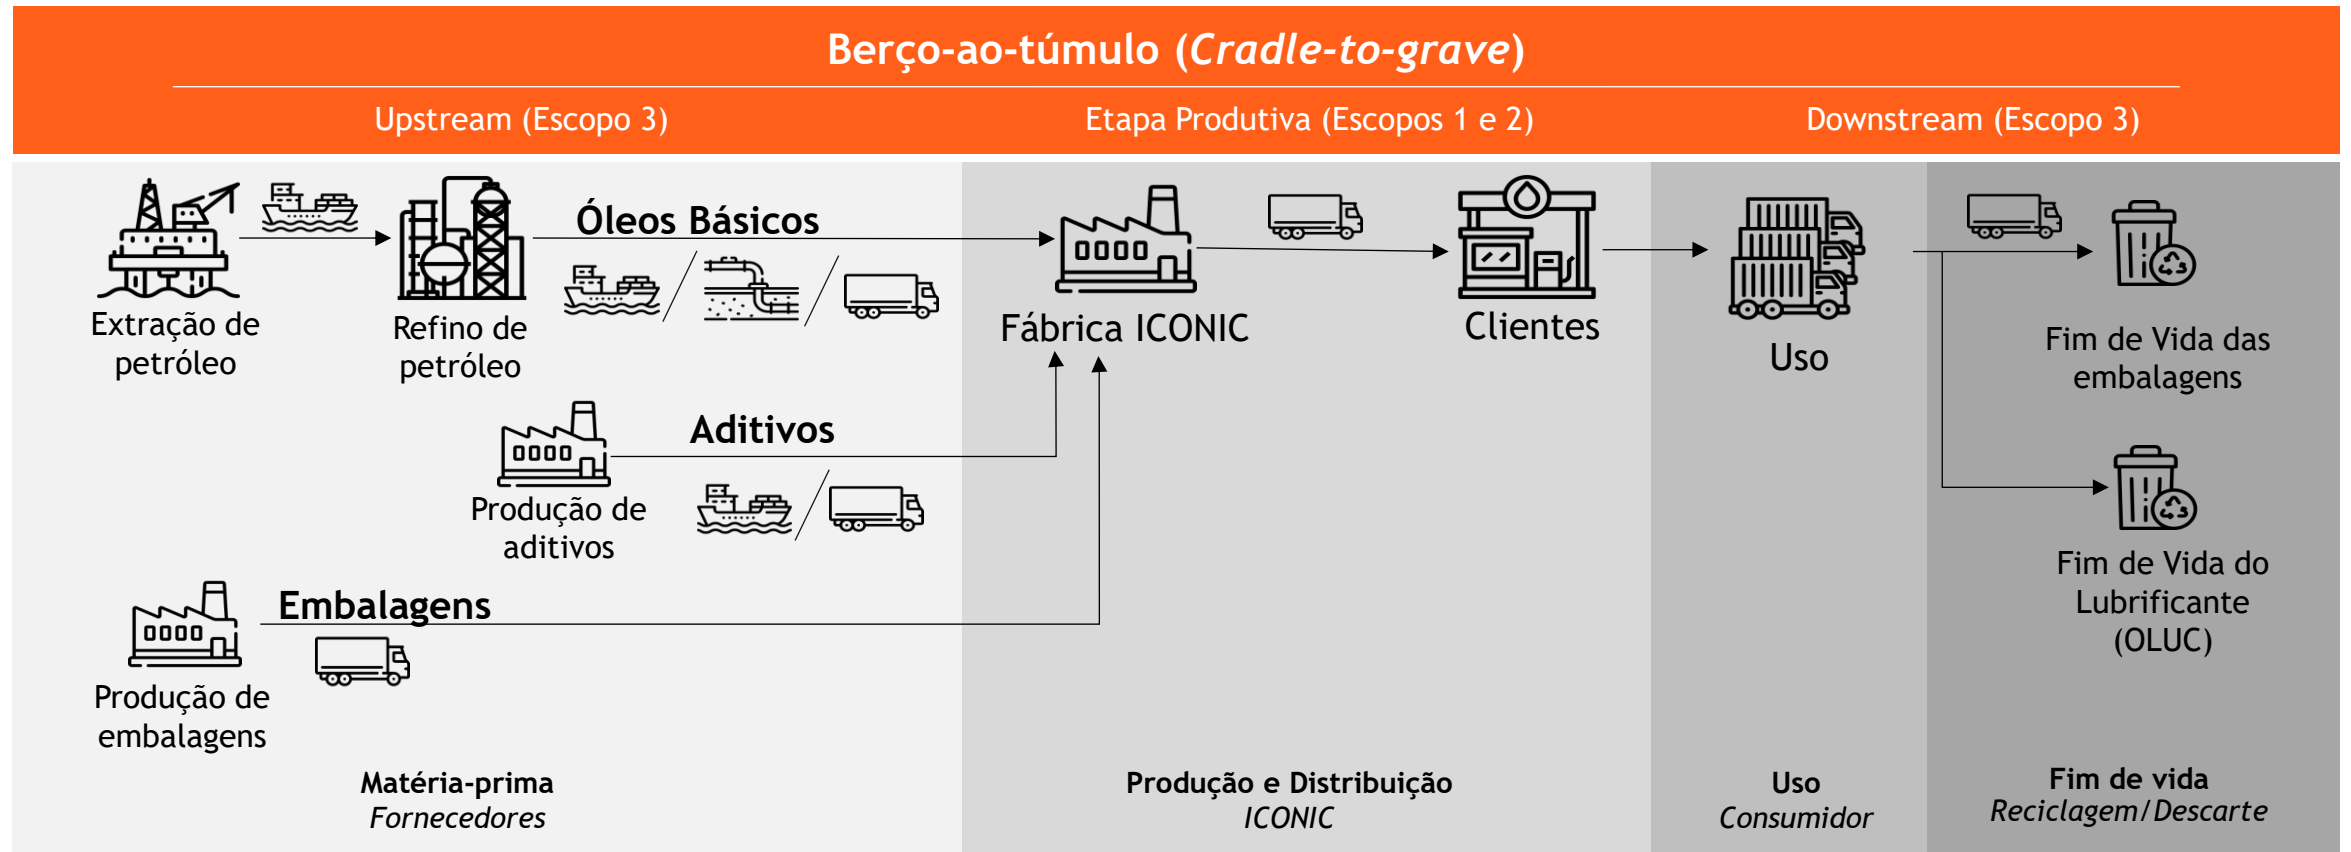 Berço-ao-túmulo (Cradle-to-grave)
Upstream (Escopo 3)
Etapa Produtiva (Escopos 1 e 2)
Downstream (Escopo 3)
Extração de
petróleo
Refino de
petróleo
Óleos Básicos
Produção de
aditivos
Aditivos
Produção de
embalagens
Embalagens
Matéria-prima
Fornecedores
Fábrica ICONIC
Clientes
Produção e Distribuição
ICONIC
Uso
Uso
Consumidor
Fim de Vida das
embalagens
Fim de Vida do
Lubrificante
(OLUC)
Fim de vida
Reciclagem/Descarte